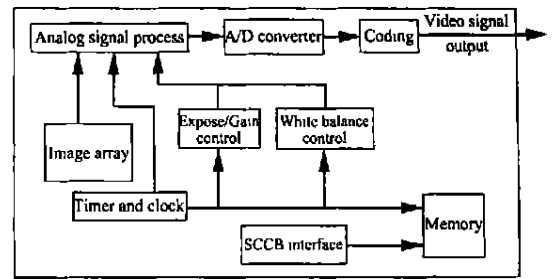 Video signal
output
Analog signal process
A/D converter
Coding
Expose/Gain
control
White balance
control
Image array
Timer and clock
Memory
SCCB interface